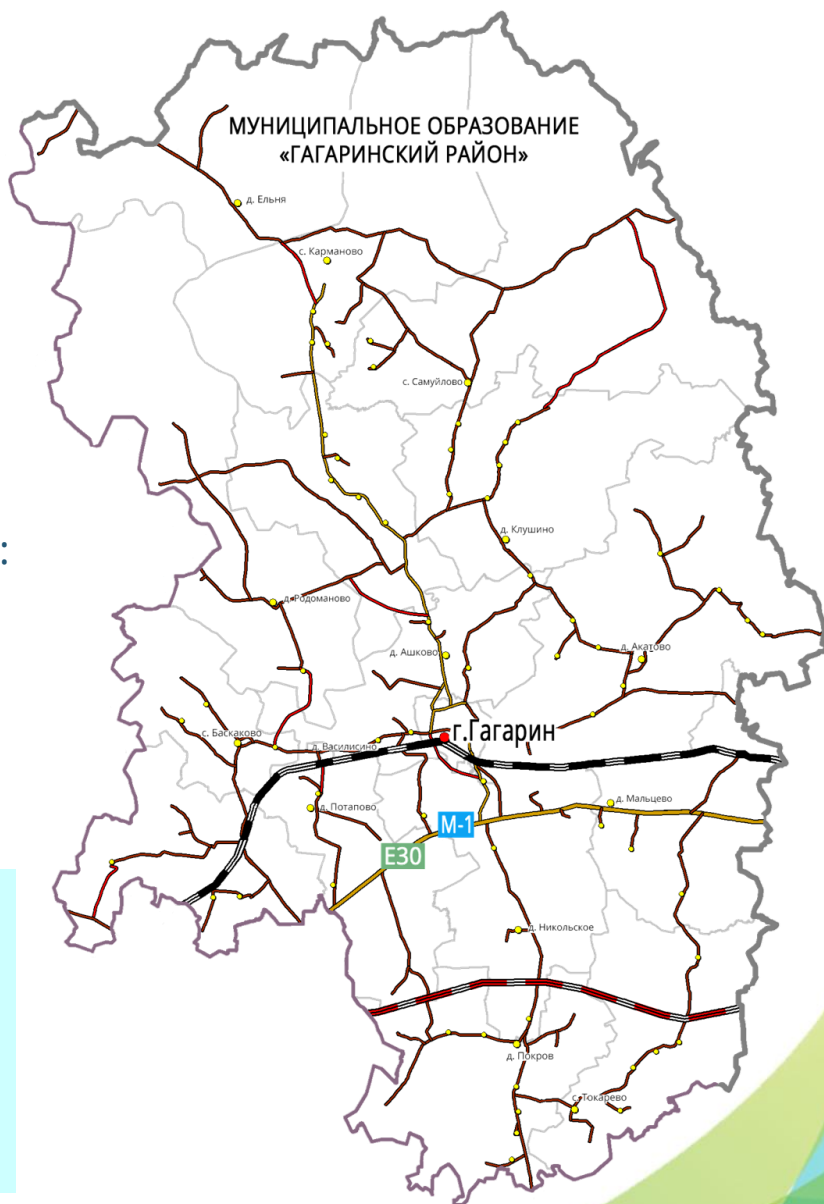 МУНИЦИПАЛЬНОЕ ОБРАЗОВАНИЕ
«ГАГАРИНСКИЙ РАЙОН»
д. Ельня
с. Карманово
с. Самуйлово
д. Клушино
:
д. Родоманово
д. Ашково
д. Акатово
с. Баскаково
д. Василисино
г.Гагарин
д. Потапово
д. Мальцево
М-1
E30
д. Никольское
д. Покров
с. Токарево